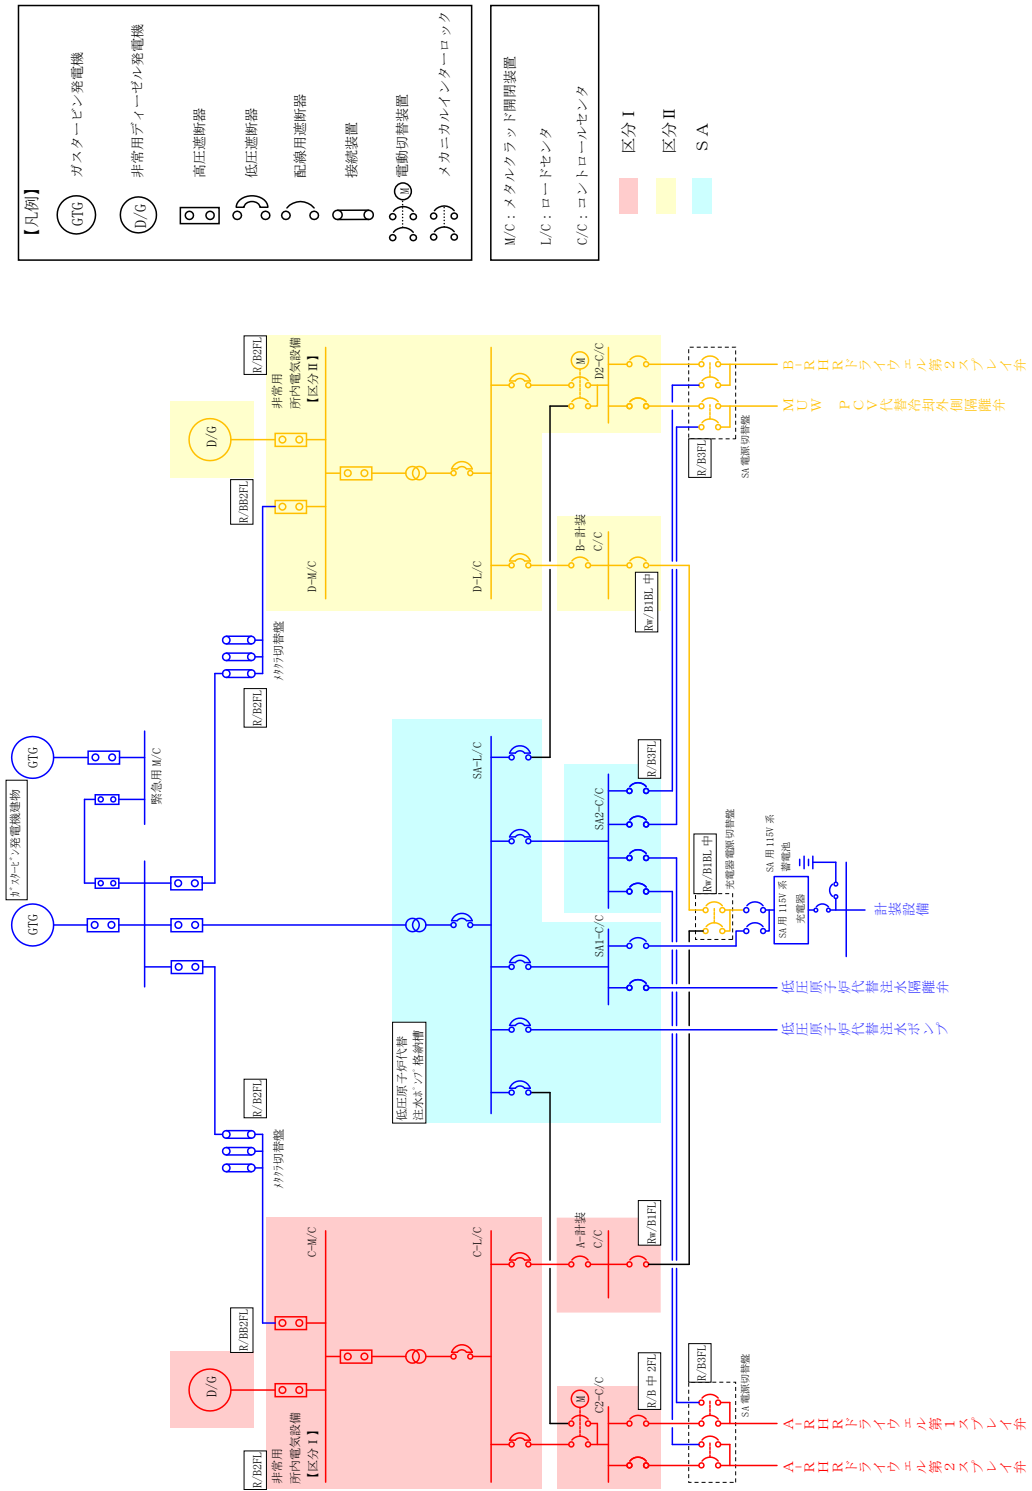 【凡例】
GTG ガスタービン発電機
D/G 非常用ディーゼル発電機
高圧遮断器
低圧遮断器
配線用遮断器
接続装置
M 電動切替装置
メカニカルインターロック
M/C：メタルクラッド開閉装置
L/C：ロードセンタ
C/C：コントロールセンタ
区分Ⅰ
区分Ⅱ
ＳＡ
ｶﾞｽﾀｰﾋﾞﾝ発電機建物
GTG
GTG
緊急用 M/C
R/B2FL
ﾒﾀｸﾗ切替盤
R/B2FL
ﾒﾀｸﾗ切替盤
R/BB2FL
R/BB2FL
D/G
R/B2FL
非常用
所内電気設備
【区分Ⅰ】
C-M/C
C-L/C
D/G
R/B2FL
非常用
所内電気設備
【区分Ⅱ】
D-M/C
D-L/C
低圧原子炉代替
注水ﾎﾟﾝﾌﾟ格納槽
SA-L/C
SA1-C/C
SA2-C/C
R/B3FL
M
C2-C/C
R/B 中 2FL
A-計装
C/C
Rw/B1FL
B-計装
C/C
Rw/B1BL 中
M
D2-C/C
R/B3FL
SA 電源切替盤
R/B3FL
SA 電源切替盤
Rw/B1BL 中
充電器電源切替盤
SA 用 115V 系
充電器
SA 用 115V 系
蓄電池
A-RHRドライウェル第2スプレイ弁
A-RHRドライウェル第1スプレイ弁
低圧原子炉代替注水ポンプ
低圧原子炉代替注水隔離弁
計装設備
MUW PCV代替冷却外側隔離弁
B-RHRドライウェル第2スプレイ弁